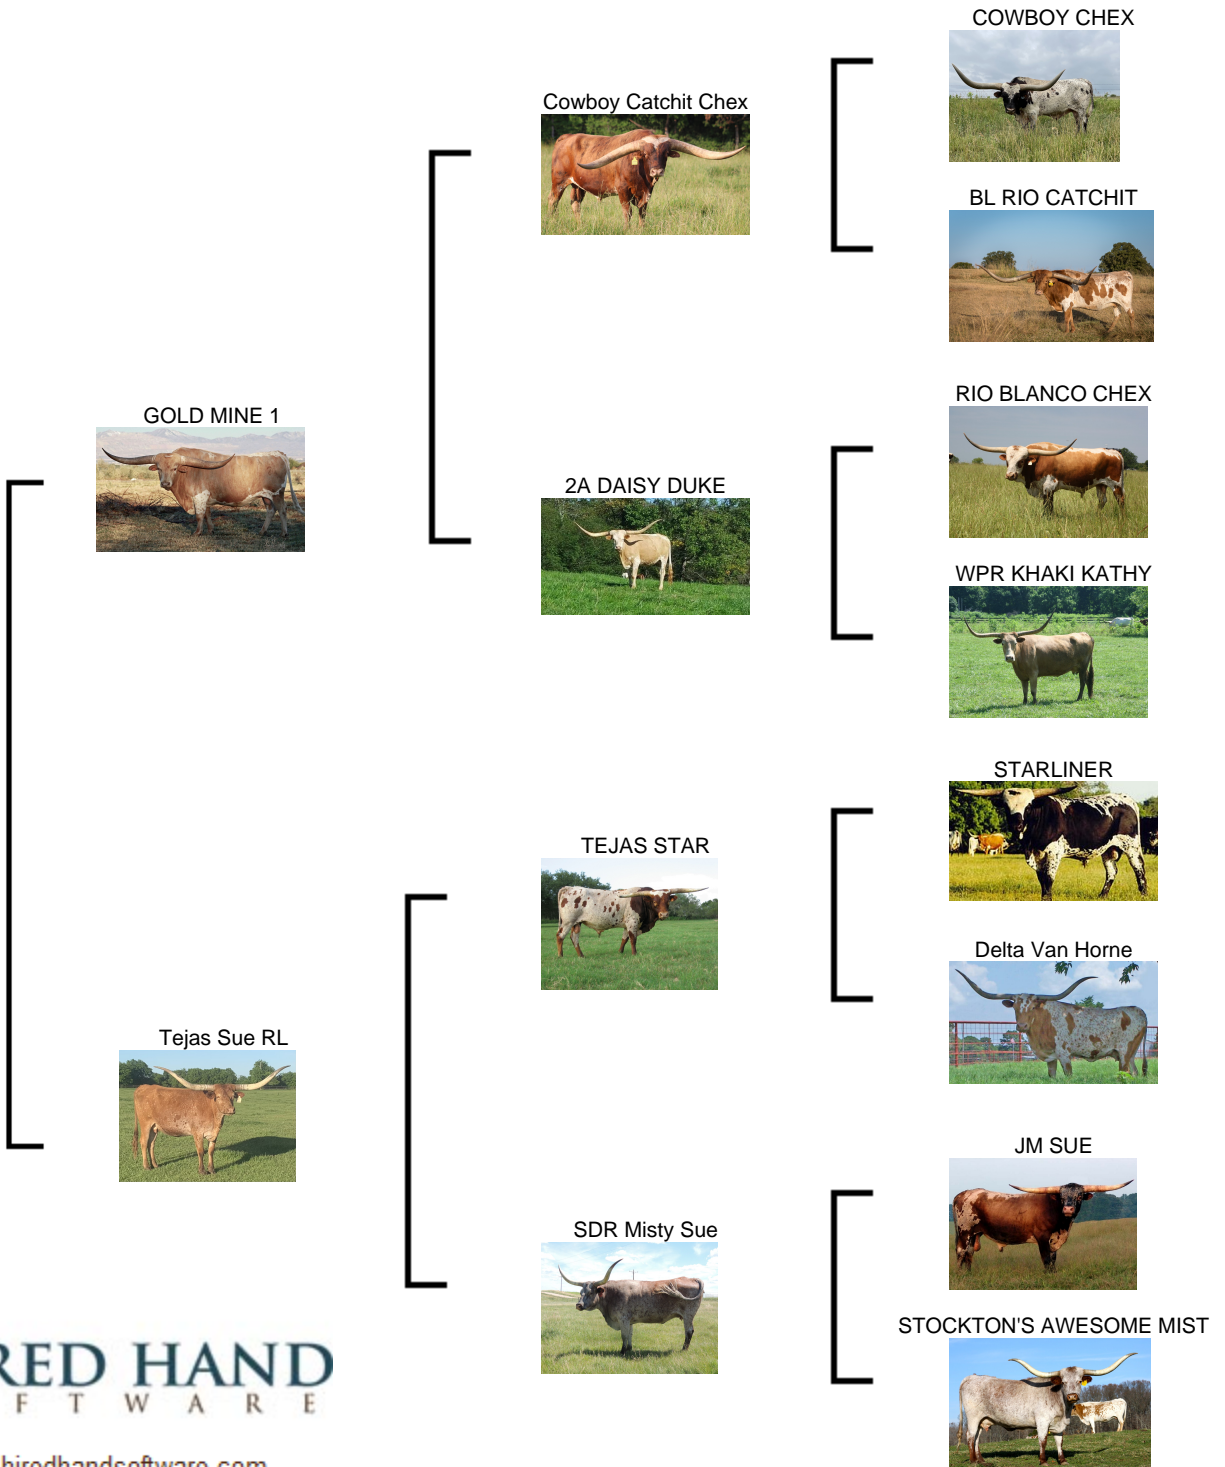 COWBOY CHEX
Cowboy Catchit Chex
BL RIO CATCHIT
GOLD MINE 1
RIO BLANCO CHEX
2A DAISY DUKE
WPR KHAKI KATHY
STARLINER
TEJAS STAR
Delta Van Horne
Tejas Sue RL
JM SUE
SDR Misty Sue
STOCKTON'S AWESOME MIST
RED HAND
F T W A R E
hiredhandsoftware.com